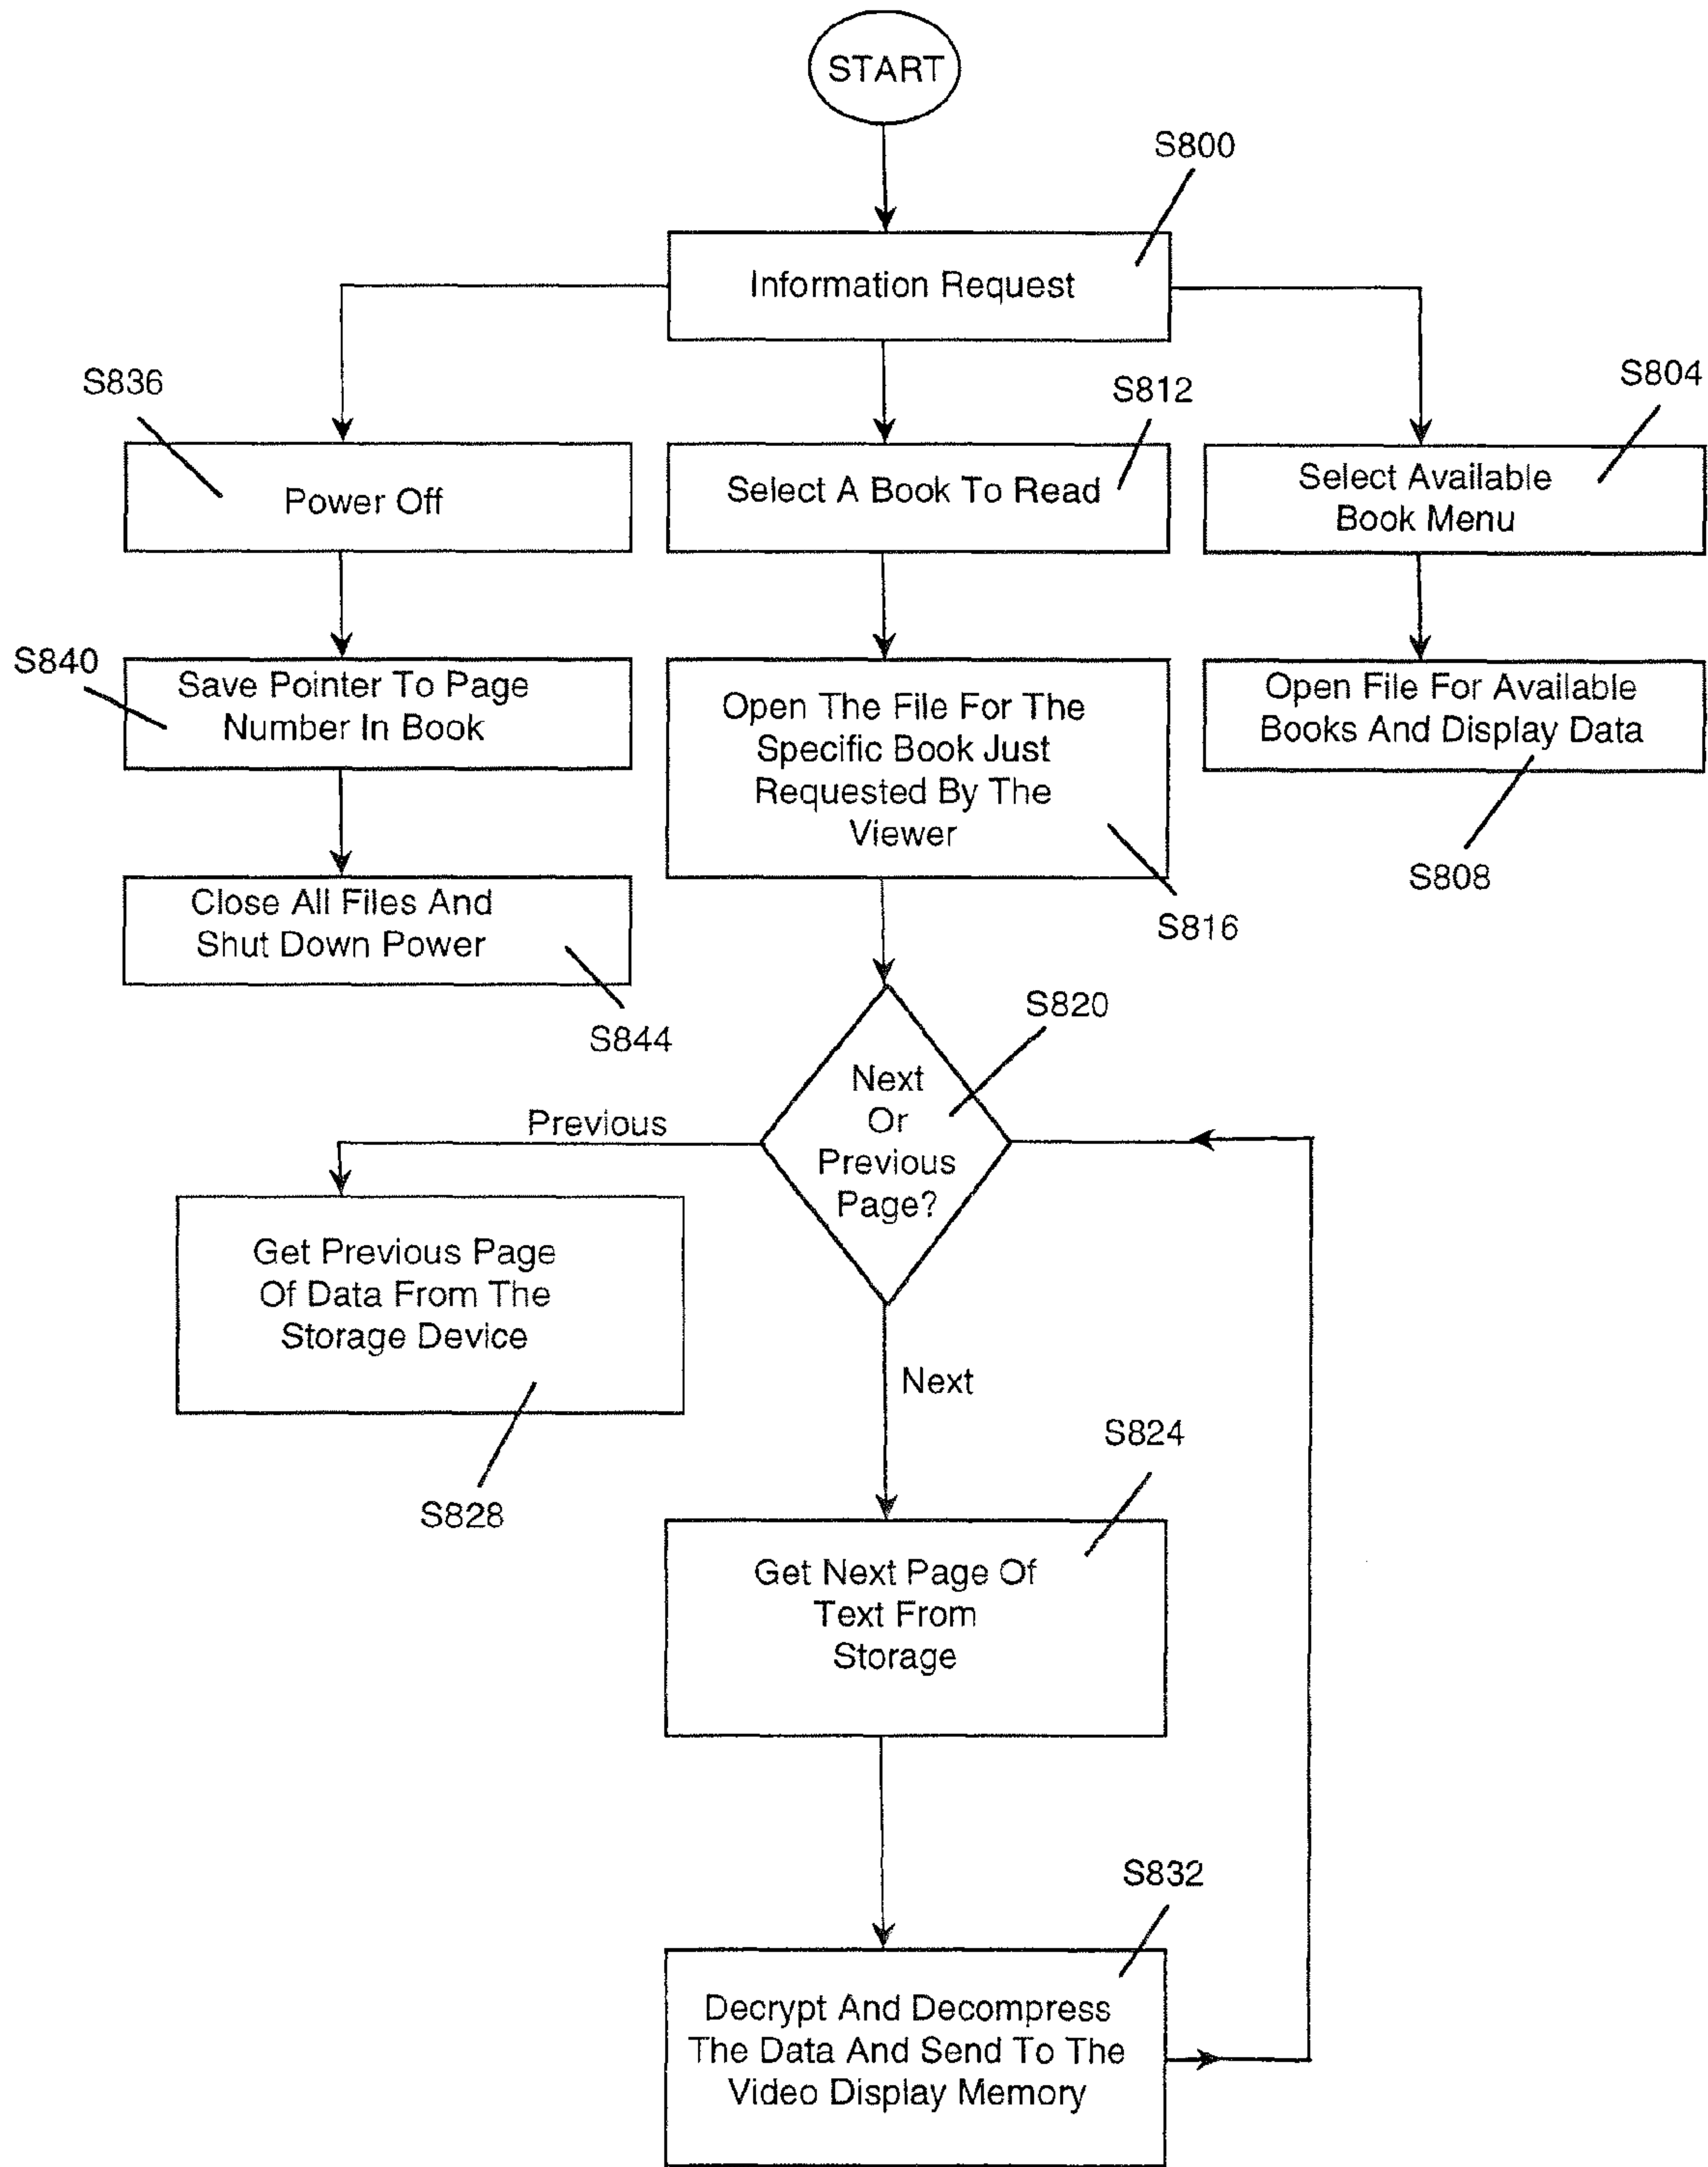 START
S800
Information Request
S836
S812
S804
Power Off
Select A Book To Read
Select Available
Book Menu
S840
Save Pointer To Page
Number In Book
Open The File For The
Specific Book Just
Requested By The
Viewer
Open File For Available
Books And Display Data
S808
Close All Files And
Shut Down Power
S816
S844
S820
Next
Or
Previous
Page?
Previous
Get Previous Page
Of Data From The
Storage Device
S828
Next
S824
Get Next Page Of
Text From
Storage
S832
Decrypt And Decompress
The Data And Send To The
Video Display Memory